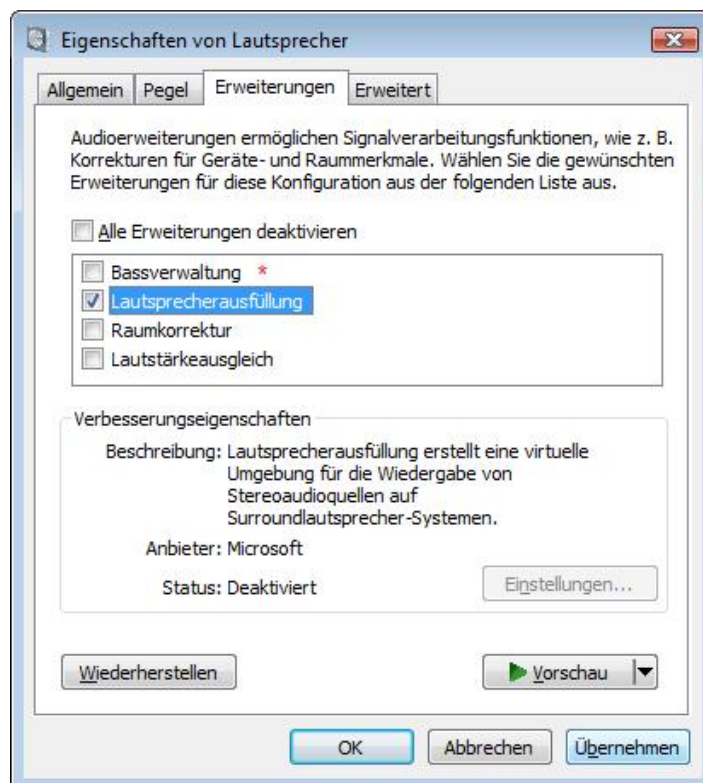 Eigenschaften von Lautsprecher
Allgemein Pegel Erweiterungen Erweitert
Audioerweiterungen ermöglichen Signalverarbeitungsfunktionen, wie z. B.
Korrekturen für Geräte- und Raummerkmale. Wählen Sie die gewünschten
Erweiterungen für diese Konfiguration aus der folgenden Liste aus.
Alle Erweiterungen deaktivieren
Bassverwaltung *
Lautsprecherausfüllung
Raumkorrektur
Lautstärkeausgleich
Verbesserungseigenschaften
Beschreibung: Lautsprecherausfüllung erstellt eine virtuelle
Umgebung für die Wiedergabe von
Stereoaudioquellen auf
Surroundlautsprecher-Systemen.
Anbieter: Microsoft
Status: Deaktiviert Einstellungen...
Wiederherstellen Vorschau
OK Abbrechen Übernehmen